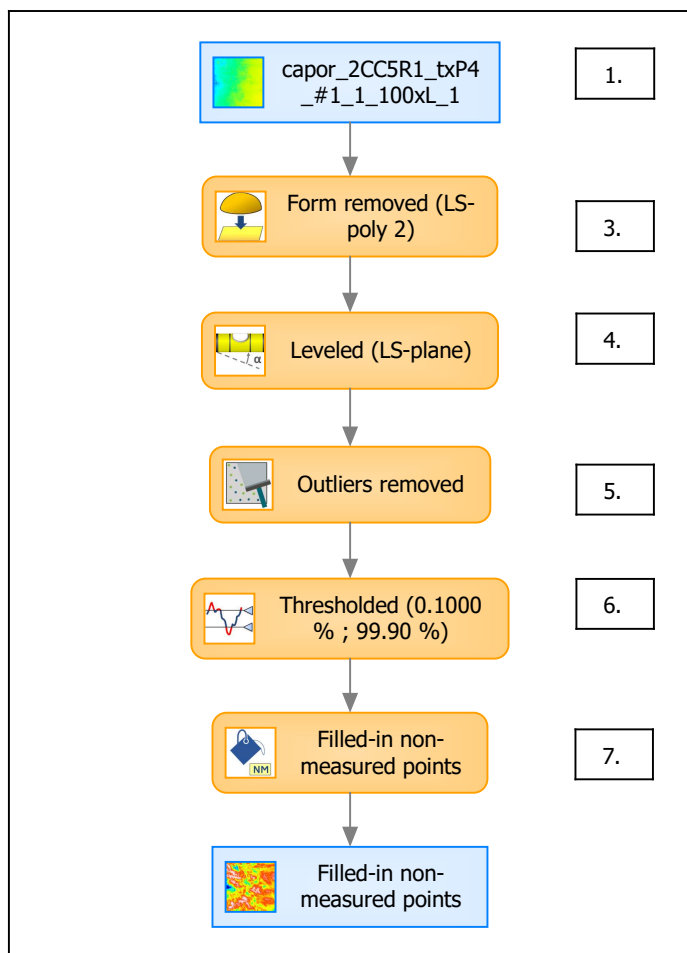 capor_2CC5R1_txP4
_#1_1_100xL_1
1.
Form removed (LS-
poly 2)
3.
α
Leveled (LS-plane)
4.
Outliers removed
5.
Thresholded (0.1000
% ; 99.90 %)
6.
NM
Filled-in non-
measured points
7.
Filled-in non-
measured points